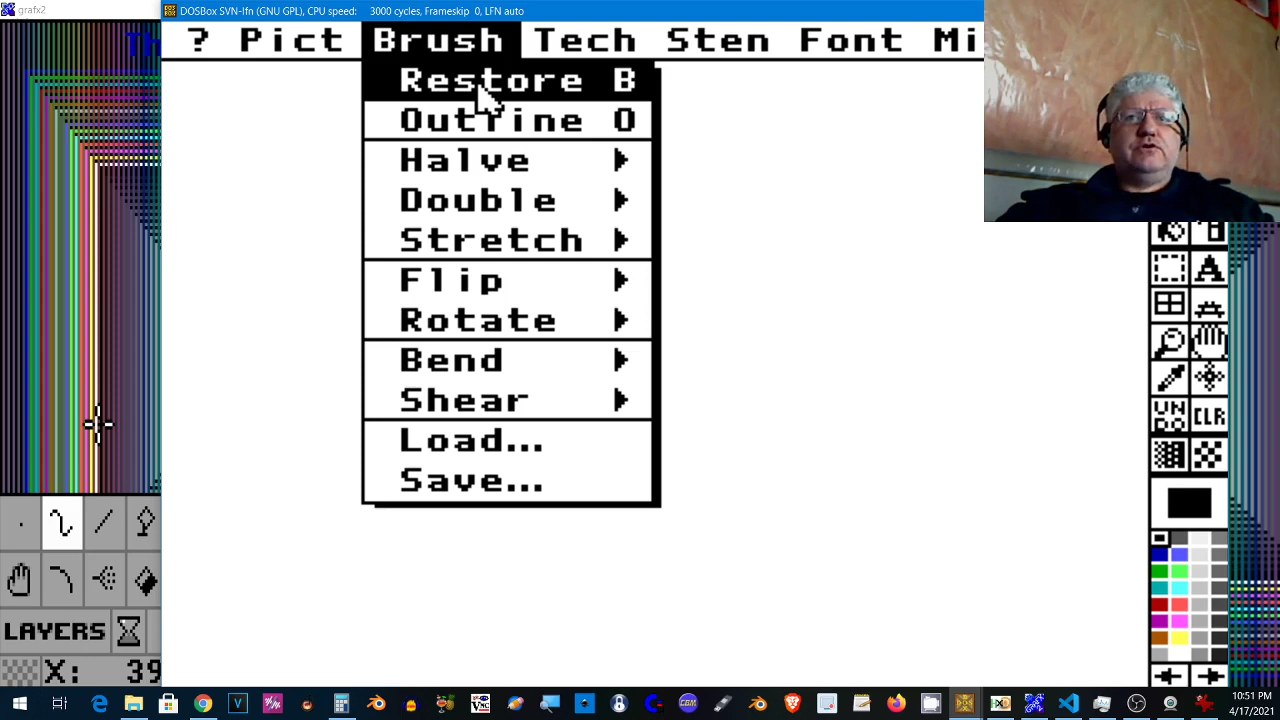 grafx2
DOSBox SVN-lfn (GNU GPL), CPU speed: 3000 cycles, Frameskip 0, LFN auto
Th
? Pict Brush Tech Sten Font Mi
Restore B
Outline O
Halve
Double
Stretch
Flip
Rotate
Bend
Shear
Load...
Save...
A
UNDO CLR
LAYERS
X: 39
10:51 PM
4/17/2021